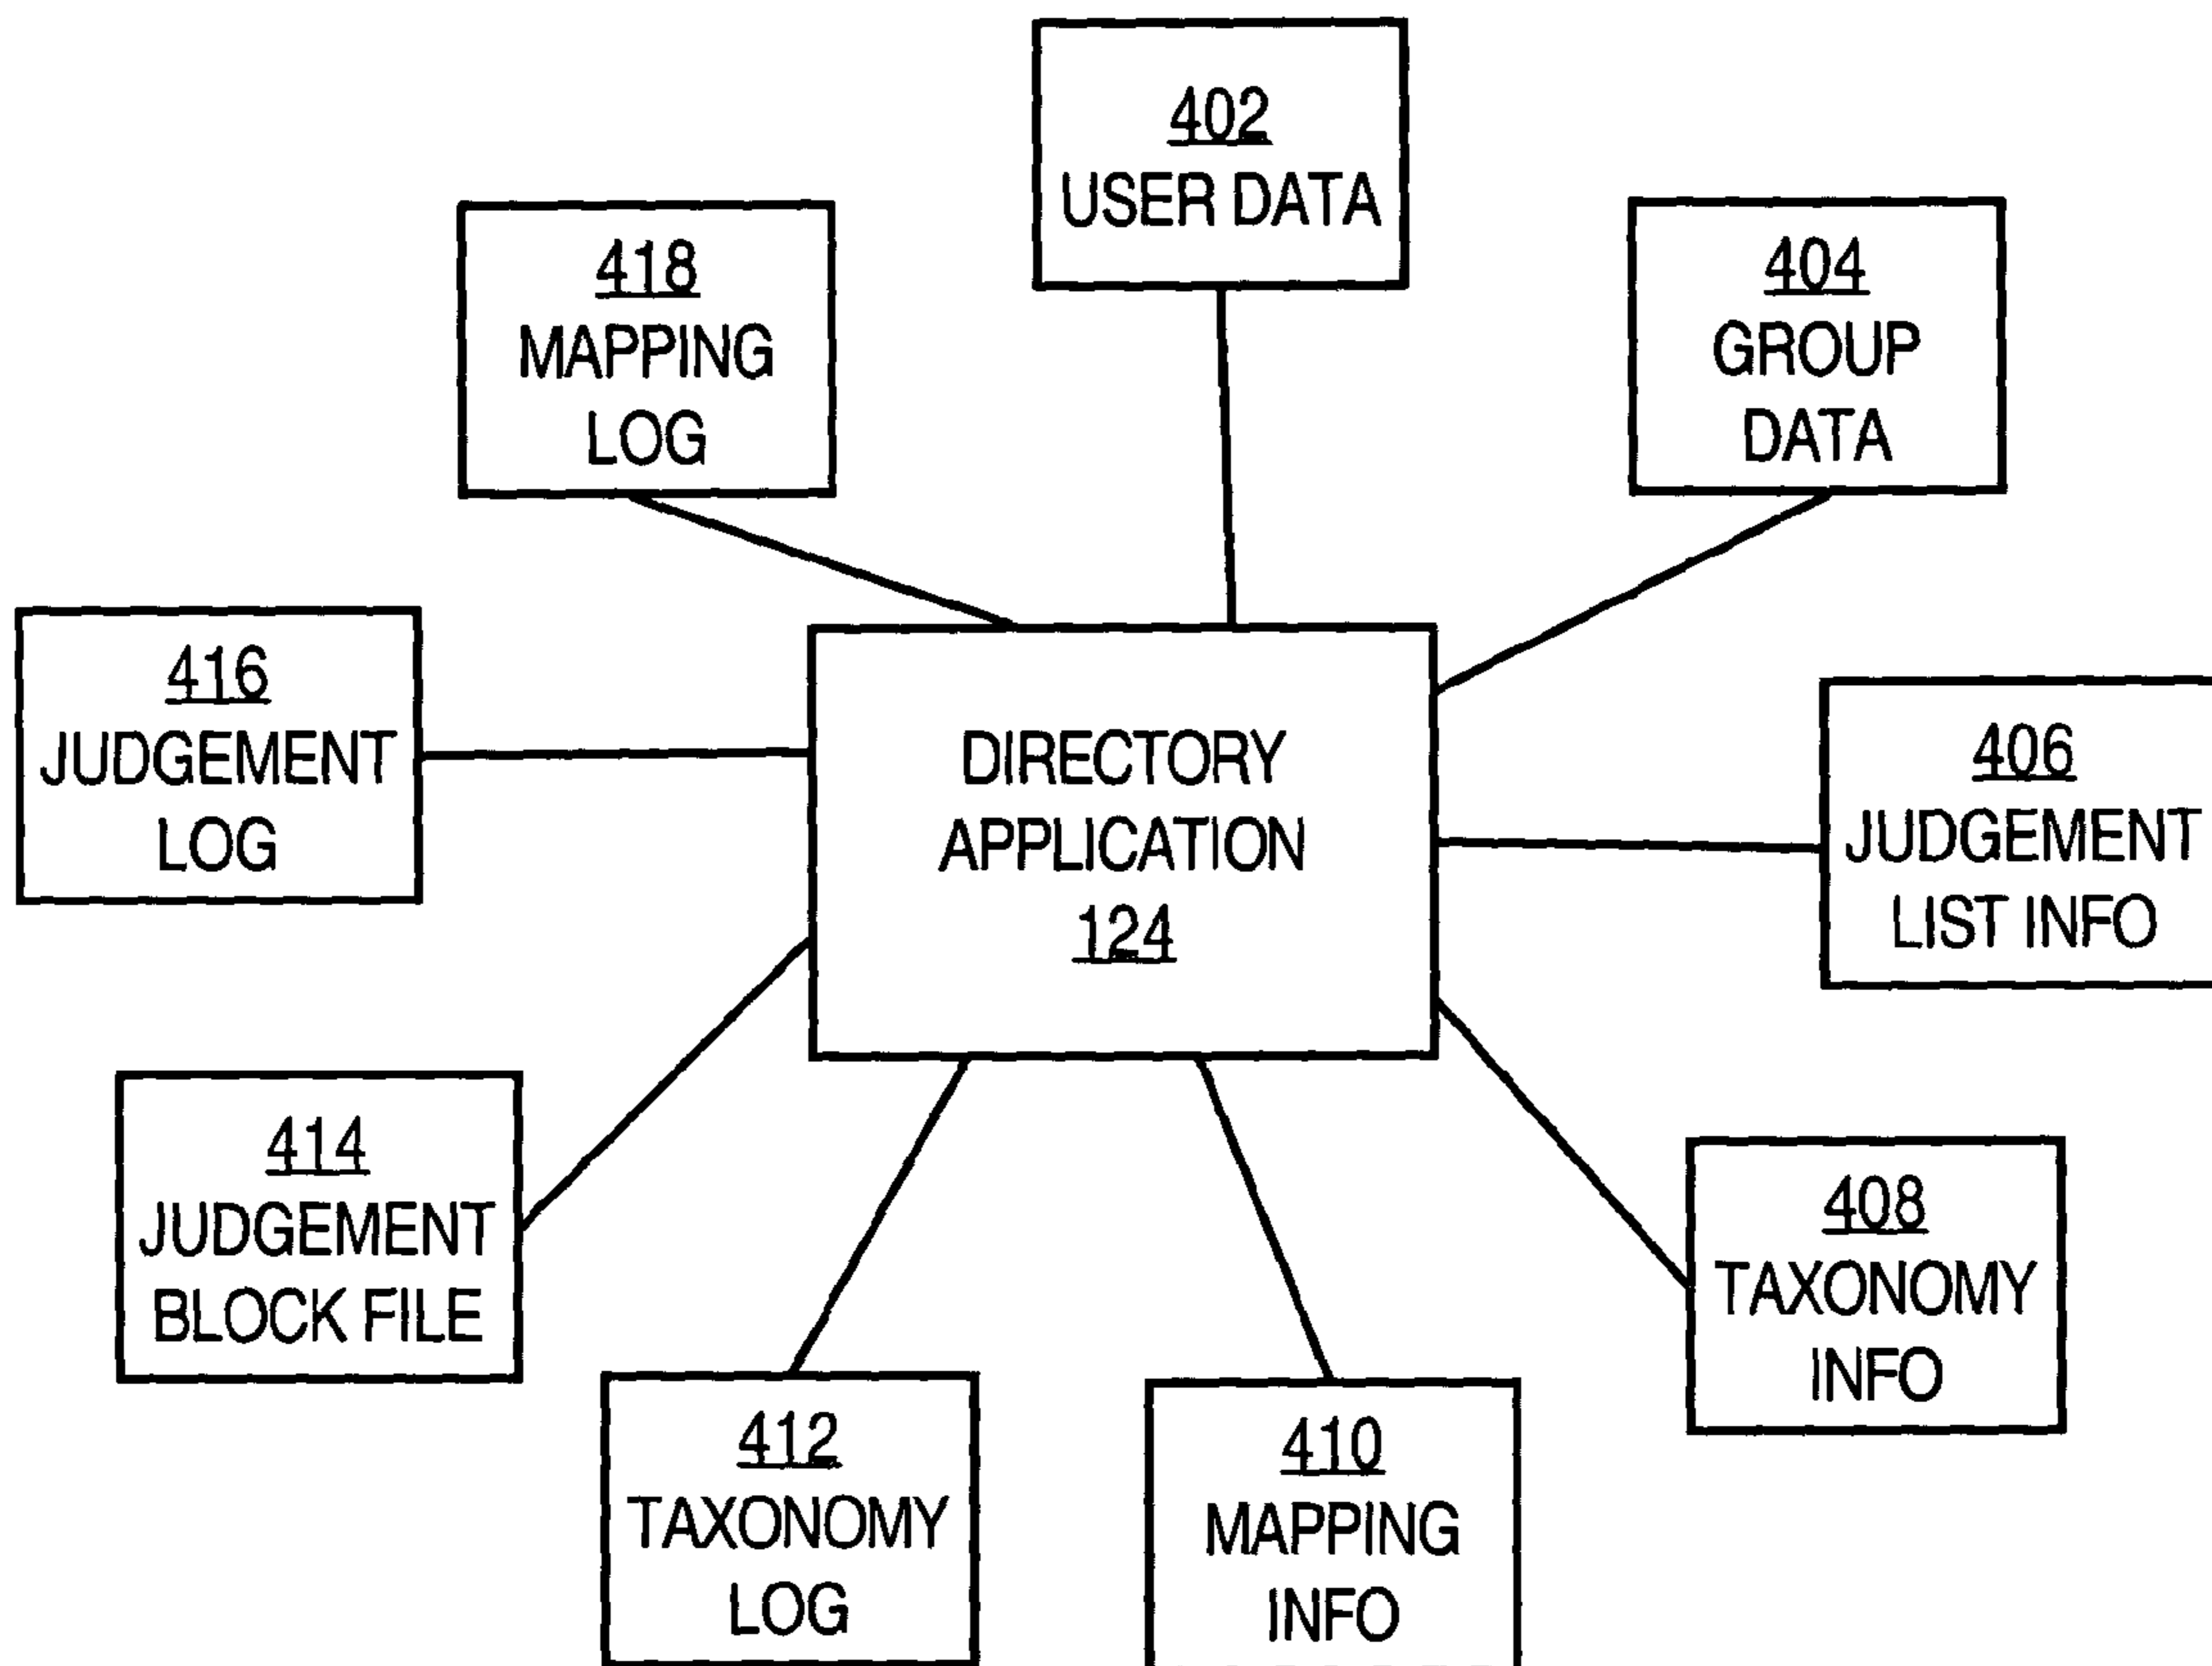 402
USER DATA
418
MAPPING
LOG
404
GROUP
DATA
416
JUDGEMENT
LOG
DIRECTORY
APPLICATION
124
406
JUDGEMENT
LIST INFO
414
JUDGEMENT
BLOCK FILE
408
TAXONOMY
INFO
412
TAXONOMY
LOG
410
MAPPING
INFO